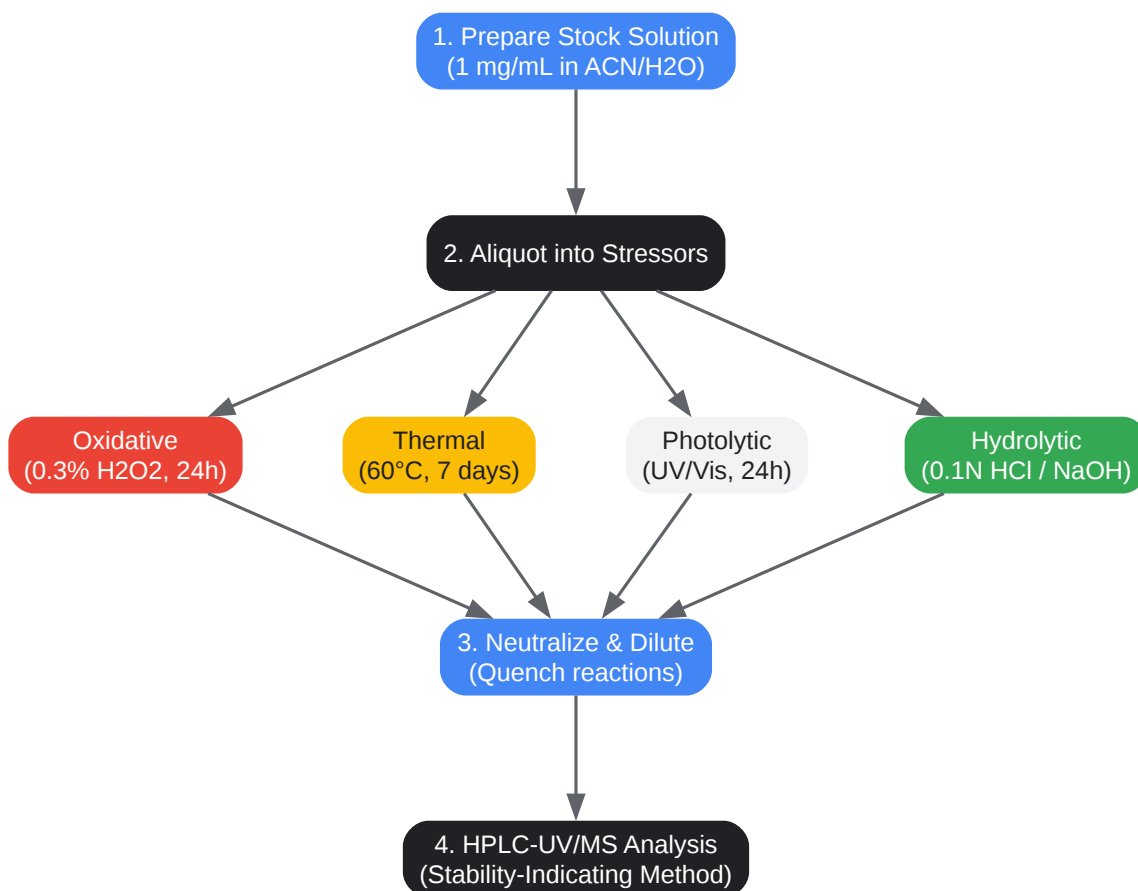 1. Prepare Stock Solution
(1 mg/mL in ACN/H2O)
2. Aliquot into Stressors
Oxidative
(0.3% H2O2, 24h)
Thermal
(60°C, 7 days)
Photolytic
(UV/Vis, 24h)
Hydrolytic
(0.1N HCl / NaOH)
3. Neutralize & Dilute
(Quench reactions)
4. HPLC-UV/MS Analysis
(Stability-Indicating Method)